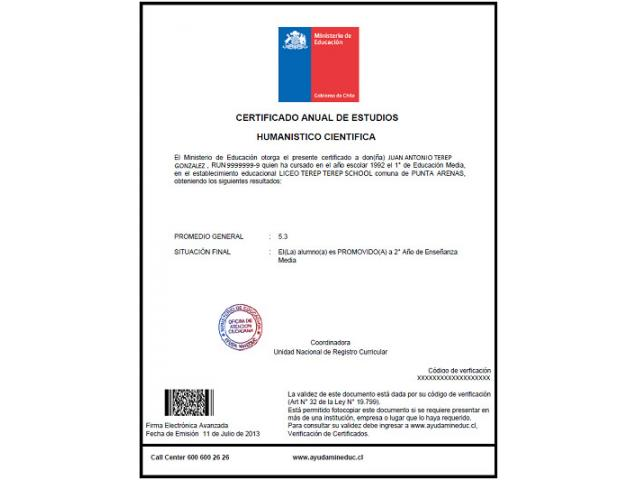 Ministerio de
Educación
Gobierno de Chile
CERTIFICADO ANUAL DE ESTUDIOS
HUMANISTICO CIENTIFICA
El Ministerio de Educación otorga el presente certificado a don(ña) JUAN ANTONIO TEREP
GONZALEZ , RUN 9999999-9 quien ha cursado en el año escolar 1992 el 1° de Educación Media,
en el establecimiento educacional LICEO TEREP TEREP SCHOOL comuna de PUNTA ARENAS,
obteniendo los siguientes resultados:
PROMEDIO GENERAL : 5.3
SITUACIÓN FINAL : El(La) alumno(a) es PROMOVIDO(A) a 2° Año de Enseñanza
Media
MINISTERIO DE EDUCACION
OFICINA DE
ATENCION
CIUDADANA
AYUDA MINEDUC
Coordinadora
Unidad Nacional de Registro Curricular
Código de verificación
XXXXXXXXXXXXXXXXXXX
La validez de este documento está dada por su código de verificación
(Art N° 32 de la Ley N° 19.799).
Está permitido fotocopiar este documento si se requiere presentar en
más de una institución, empresa o lugar que lo haya requerido.
Para consultar su validez debe ingresar a www.ayudamineduc.cl,
Verificación de Certificados.
Firma Electrónica Avanzada
Fecha de Emisión 11 de Julio de 2013
Call Center 600 600 26 26 www.ayudamineduc.cl